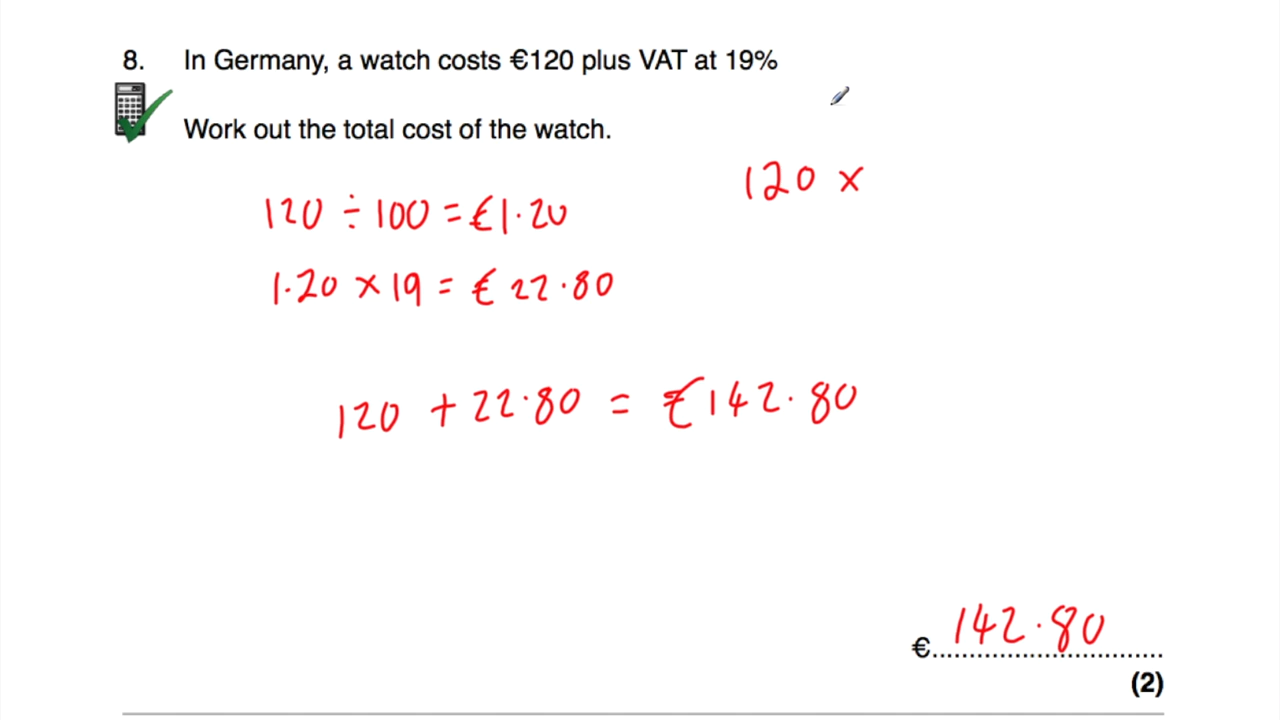 8. In Germany, a watch costs €120 plus VAT at 19%
Work out the total cost of the watch.
120 ×
120 ÷ 100 = €1.20
1.20 × 19 = €22.80
120 + 22.80 = €142.80
€ 142.80
(2)